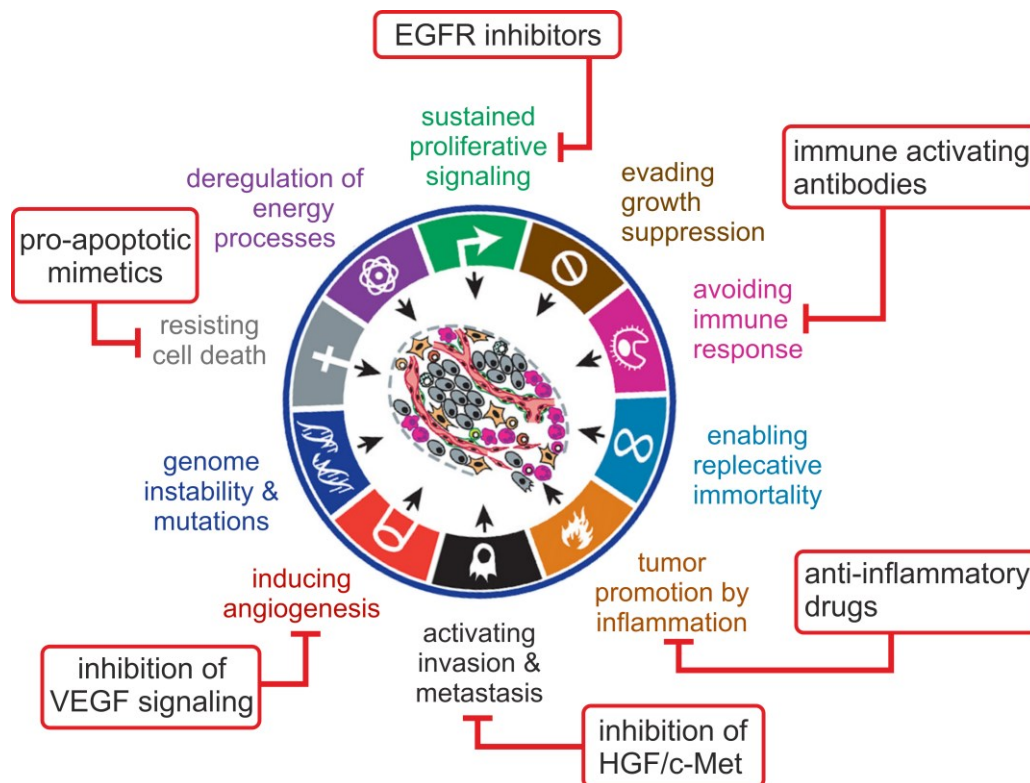 EGFR inhibitors
sustained
proliferative
signaling
immune activating
antibodies
evading
growth
suppression
deregulation of
energy
processes
pro-apoptotic
mimetics
avoiding
immune
response
resisting
cell death
enabling
replecative
immortality
genome
instability &
mutations
tumor
promotion by
inflammation
anti-inflammatory
drugs
inducing
angiogenesis
activating
invasion &
metastasis
inhibition of
VEGF signaling
inhibition of
HGF/c-Met